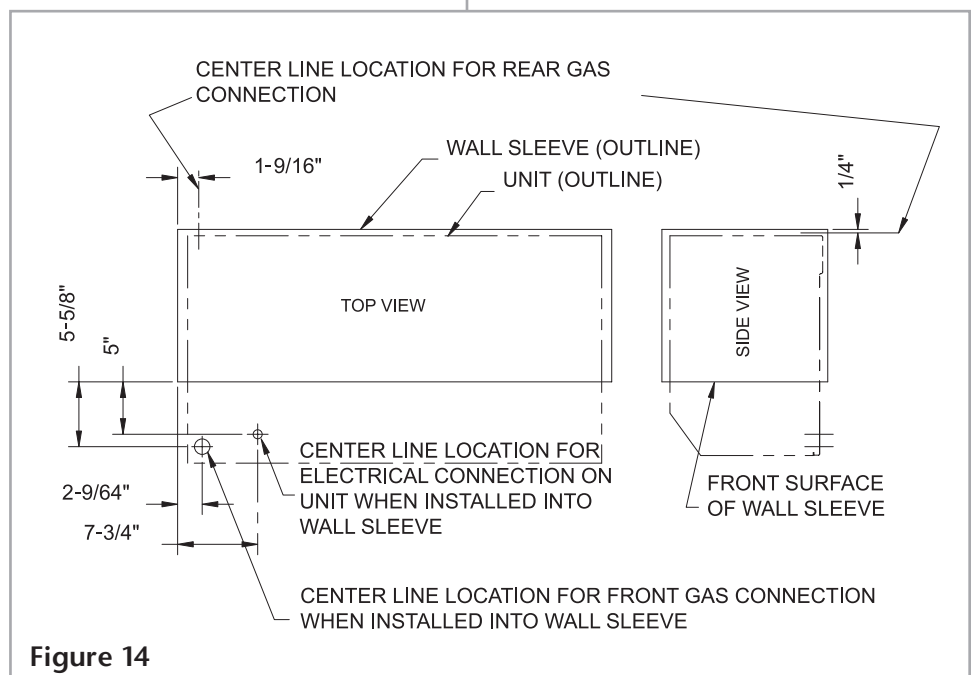 CENTER LINE LOCATION FOR REAR GAS
CONNECTION
WALL SLEEVE (OUTLINE)
1-9/16"
UNIT (OUTLINE)
1/4"
TOP VIEW
SIDE VIEW
5-5/8"
5"
CENTER LINE LOCATION FOR
ELECTRICAL CONNECTION ON
UNIT WHEN INSTALLED INTO
WALL SLEEVE
FRONT SURFACE
OF WALL SLEEVE
2-9/64"
7-3/4"
CENTER LINE LOCATION FOR FRONT GAS CONNECTION
WHEN INSTALLED INTO WALL SLEEVE
Figure 14